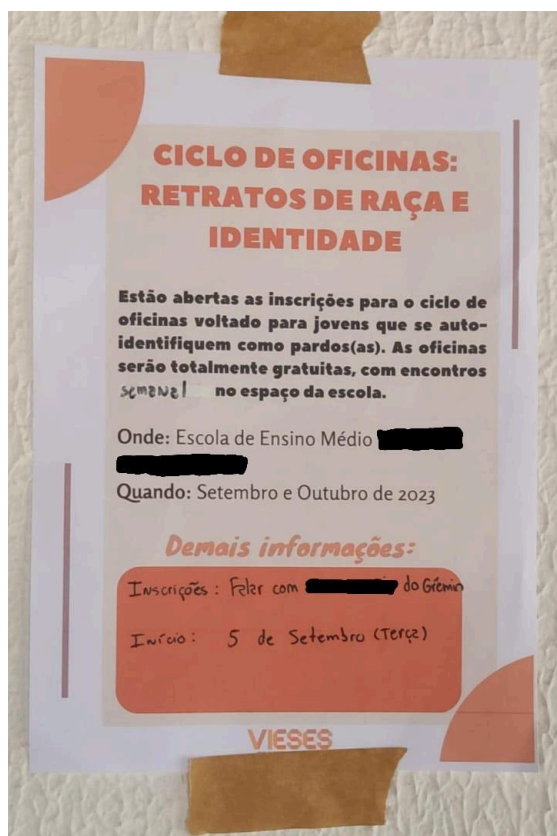 CICLO DE OFICINAS:
RETRATOS DE RAÇA E
IDENTIDADE
Estão abertas as inscrições para o ciclo de
oficinas voltado para jovens que se auto-
identifiquem como pardos(as). As oficinas
serão totalmente gratuitas, com encontros
semanal no espaço da escola.
Onde: Escola de Ensino Médio
Quando: Setembro e Outubro de 2023
Demais informações:
Inscrições: Falar com do Grêmio
Início: 5 de Setembro (Terça)
VIESES